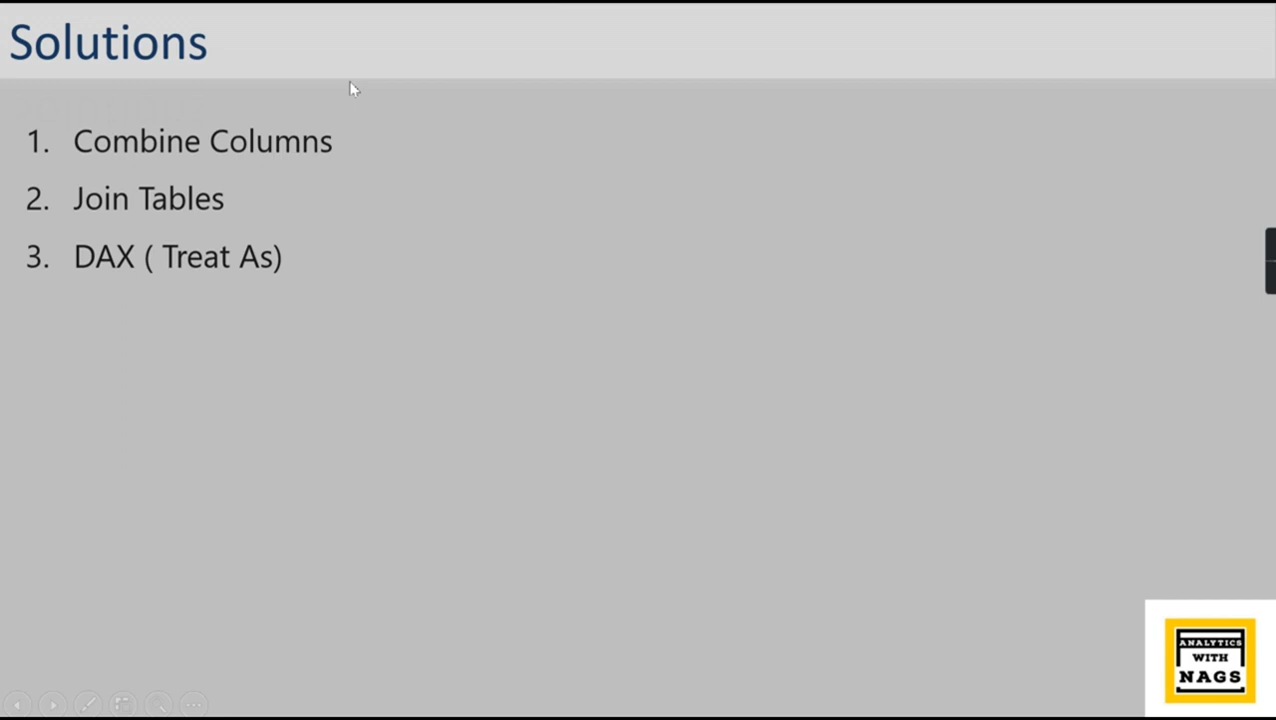 Solutions
1. Combine Columns
2. Join Tables
3. DAX ( Treat As)
ANALYTICS
WITH
NAGS